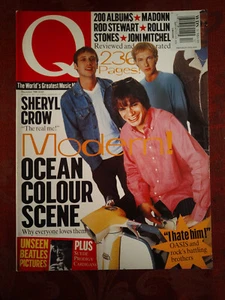 Q
200 ALBUMS ★ MADONN
ROD STEWART ★ ROLLIN
STONES ★ JONI MITCHEL
Reviewed and
236
Pages
The World's Greatest Music
SHERYL
CROW
"The real me!"
Modern!
OCEAN
COLOUR
SCENE
Why everyone loves them
"I hate him!"
OASIS and
rock's battling
brothers
UNSEEN
BEATLES
PICTURES
PLUS